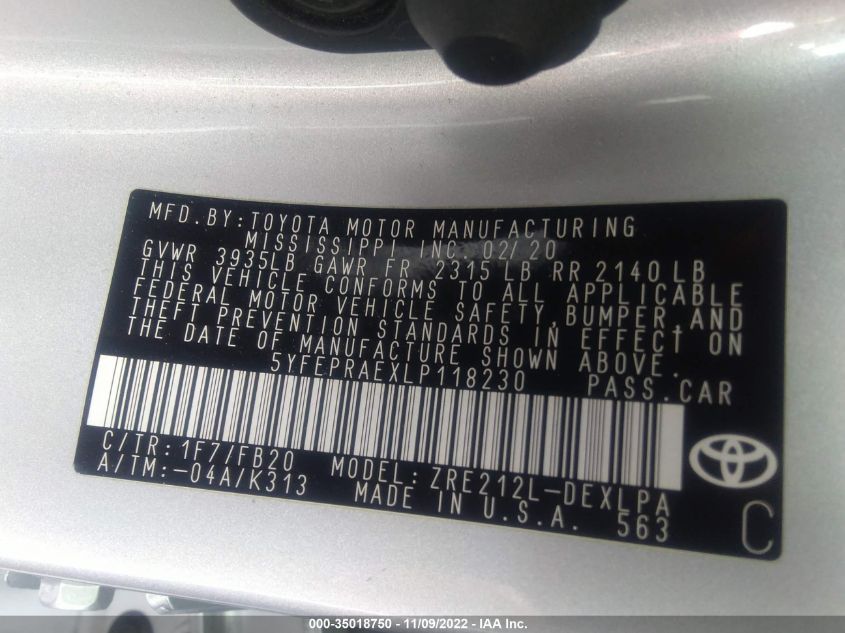 MFD. BY: TOYOTA MOTOR MANUFACTURING
MISSISSIPPI INC. 02/20
GVWR 3935LB GAWR FR 2315 LB RR 2140 LB
THIS VEHICLE CONFORMS TO ALL APPLICABLE
FEDERAL MOTOR VEHICLE SAFETY, BUMPER, AND
THEFT PREVENTION STANDARDS IN EFFECT ON
THE DATE OF MANUFACTURE SHOWN ABOVE.
5YFEPRAEXLP118230 PASS. CAR
C/TR: 1F7/FB20 MODEL: ZRE212L-DEXLPA
A/TM: -04A/K313 MADE IN U.S.A. 563
C
000-35018750 - 11/09/2022 - IAA Inc.